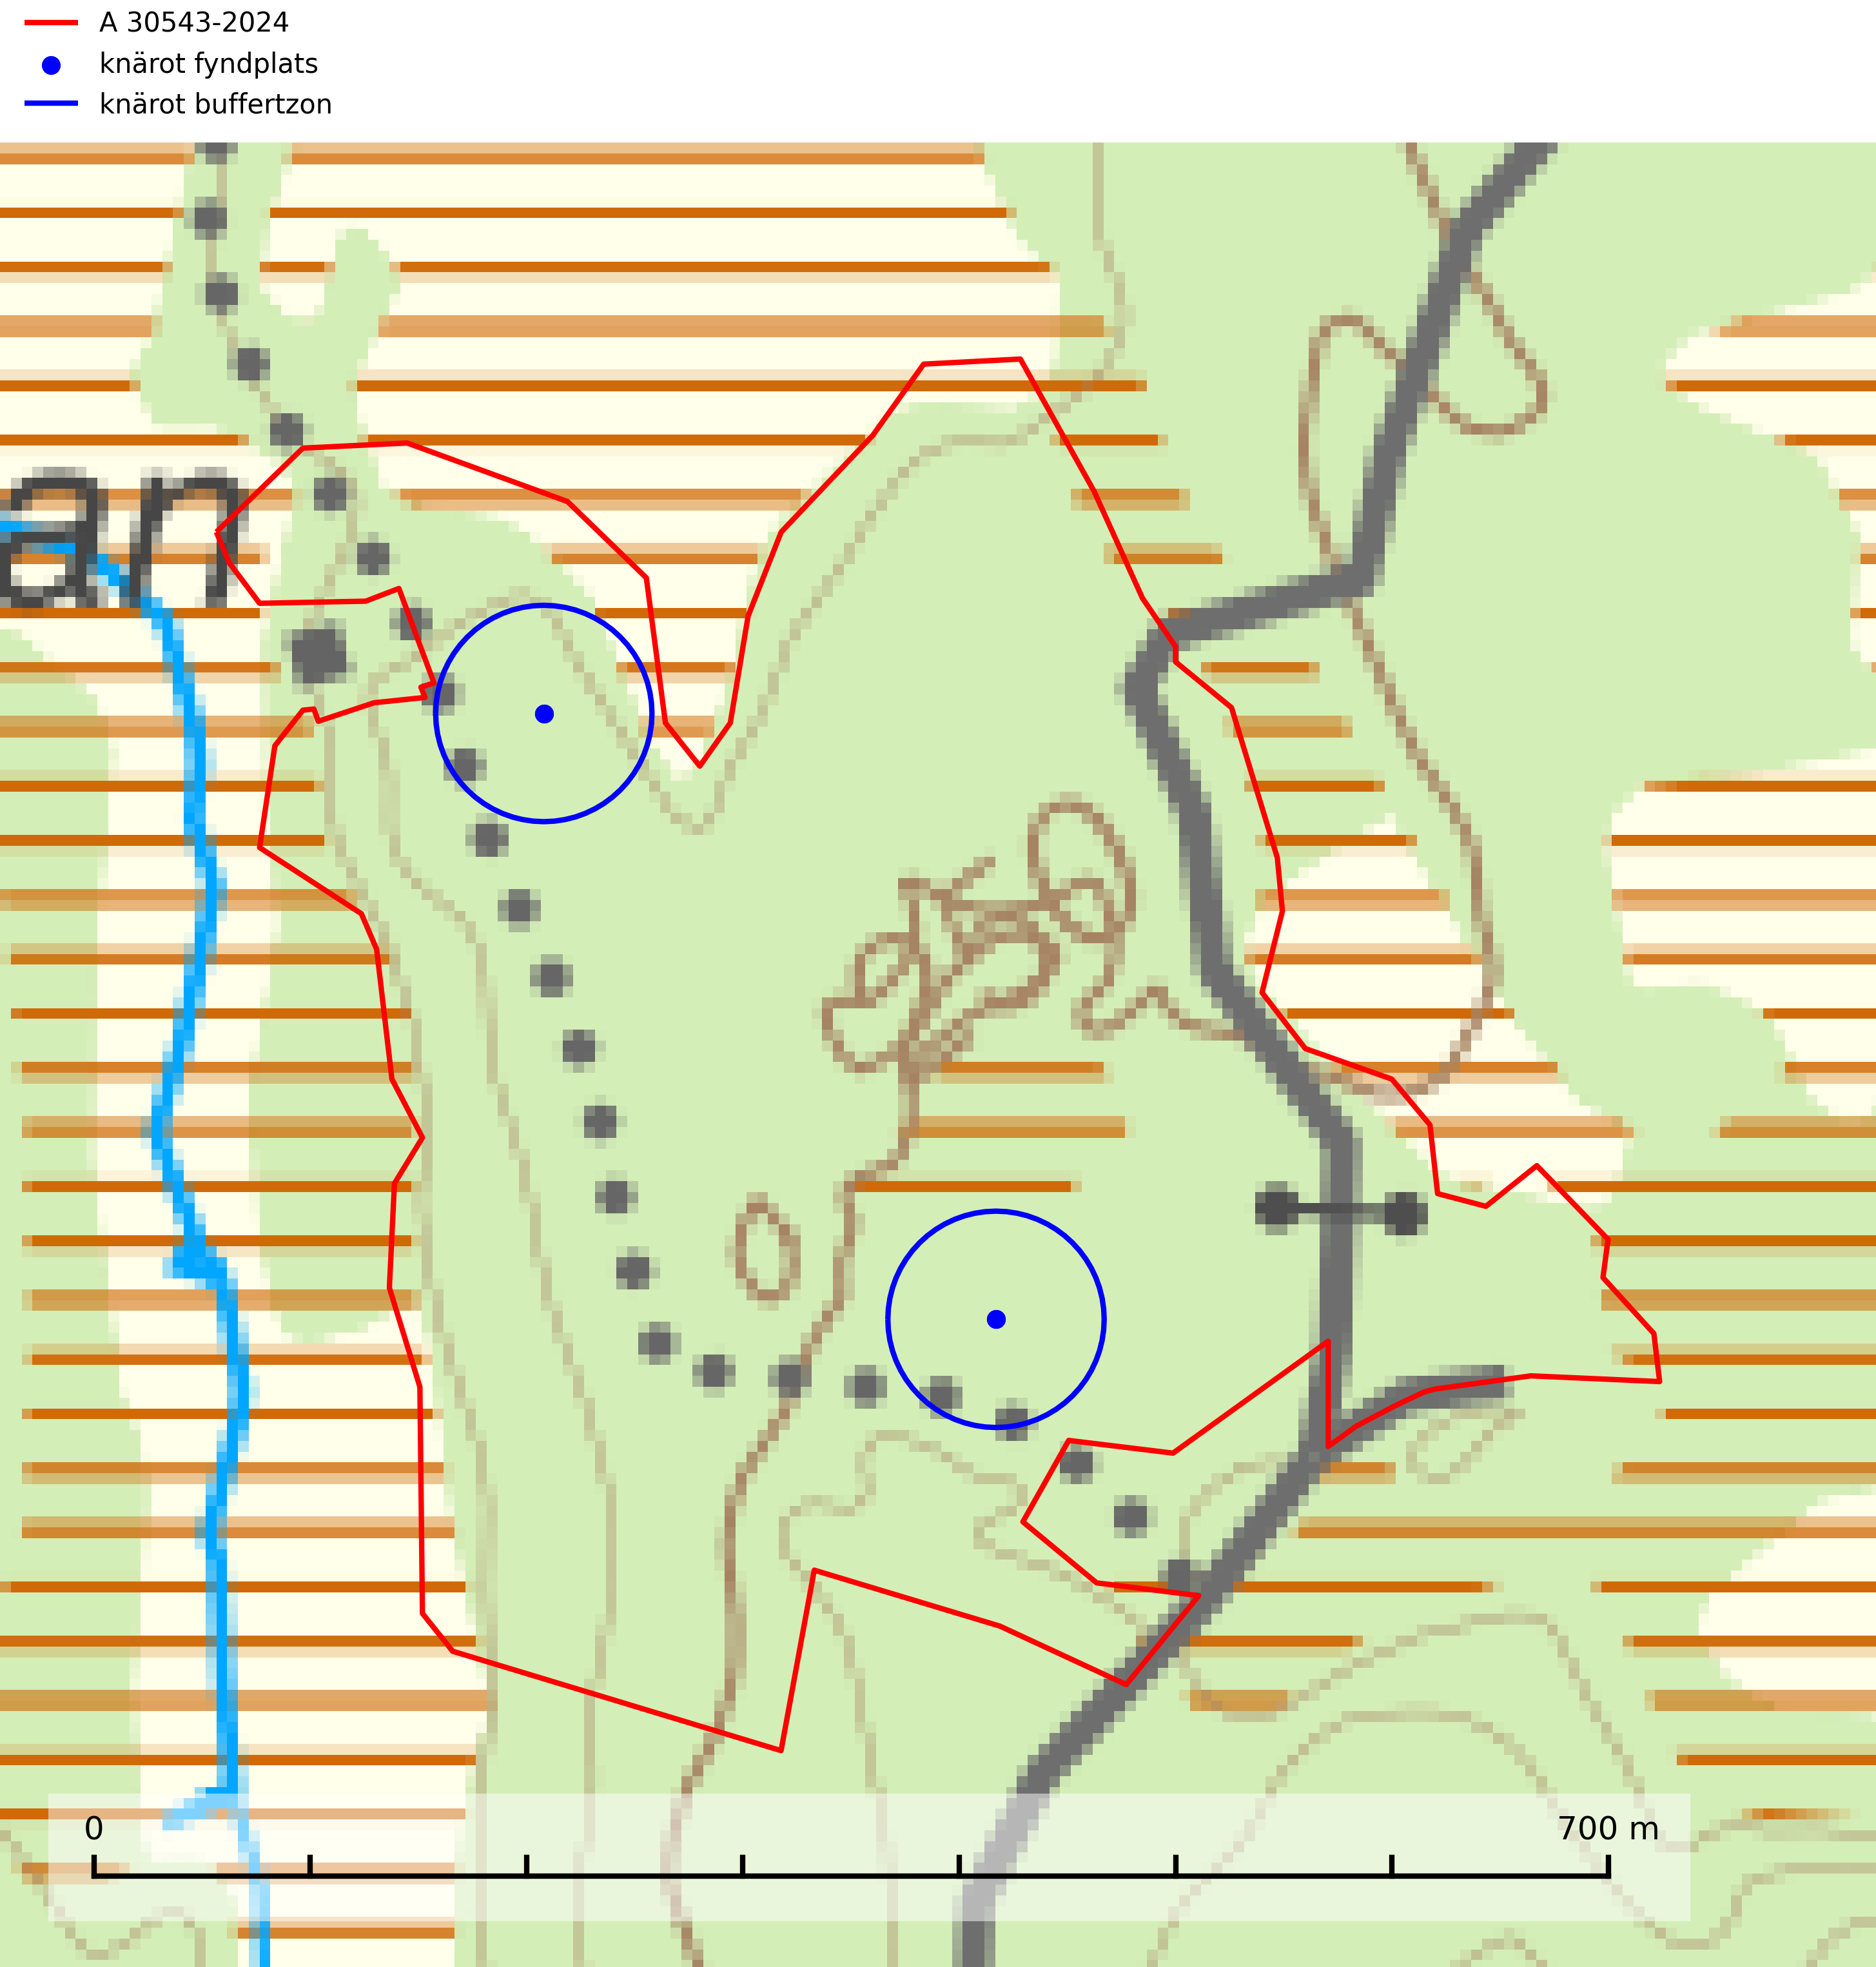 A 30543-2024
knärot fyndplats
knärot buffertzon
an
0
700 m